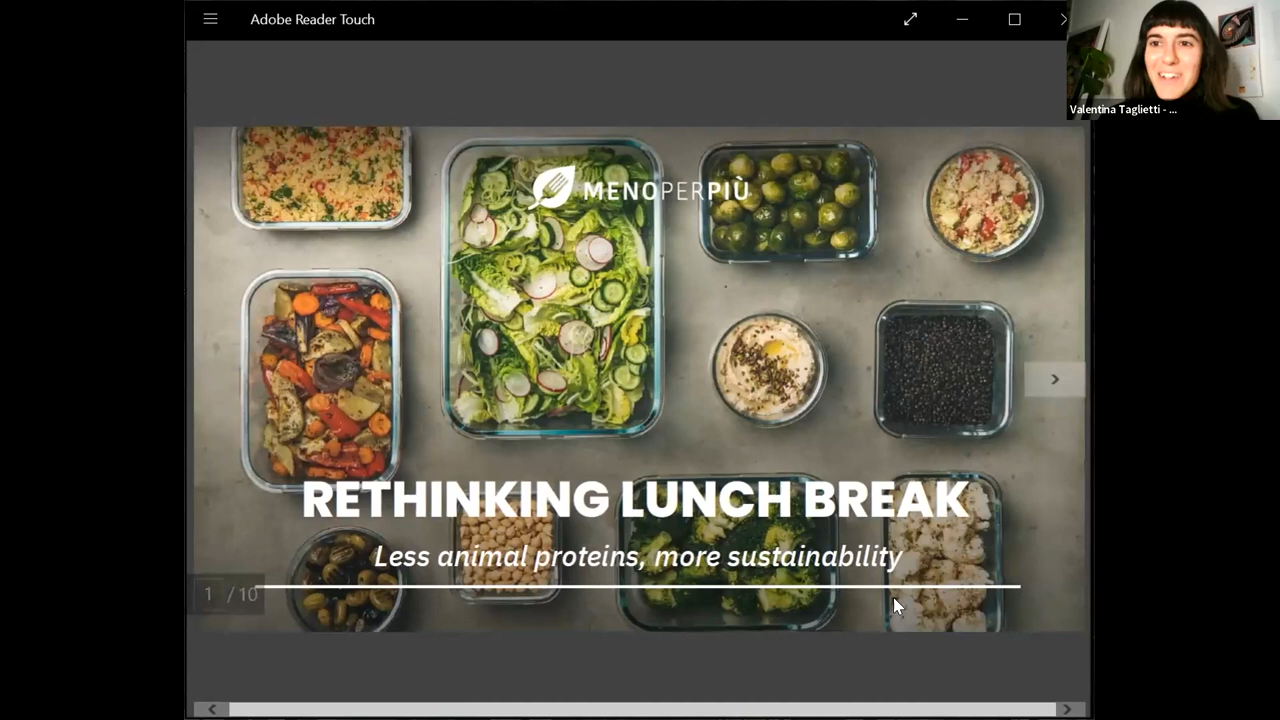 Adobe Reader Touch
Valentina Taglietti - ...
MENOPERPIÙ
RETHINKING LUNCH BREAK
Less animal proteins, more sustainability
1 / 10